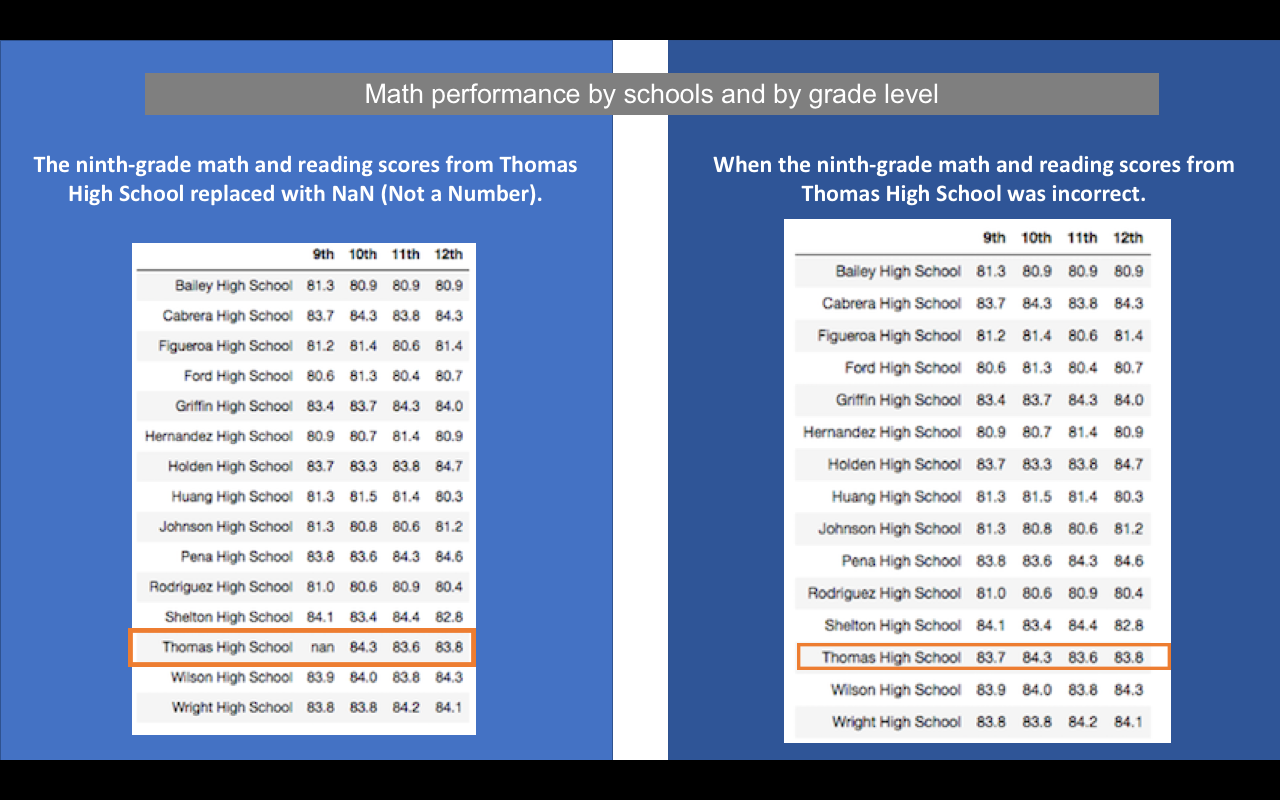 Math performance by schools and by grade level
The ninth-grade math and reading scores from Thomas
High School replaced with NaN (Not a Number).
9th 10th 11th 12th
Bailey High School 81.3 80.9 80.9 80.9
Cabrera High School 83.7 84.3 83.8 84.3
Figueroa High School 81.2 81.4 80.6 81.4
Ford High School 80.6 81.3 80.4 80.7
Griffin High School 83.4 83.7 84.3 84.0
Hernandez High School 80.9 80.7 81.4 80.9
Holden High School 83.7 83.3 83.8 84.7
Huang High School 81.3 81.5 81.4 80.3
Johnson High School 81.3 80.8 80.6 81.2
Pena High School 83.8 83.6 84.3 84.6
Rodriguez High School 81.0 80.6 80.9 80.4
Shelton High School 84.1 83.4 84.4 82.8
Thomas High School nan 84.3 83.6 83.8
Wilson High School 83.9 84.0 83.8 84.3
Wright High School 83.8 83.8 84.2 84.1
When the ninth-grade math and reading scores from
Thomas High School was incorrect.
9th 10th 11th 12th
Bailey High School 81.3 80.9 80.9 80.9
Cabrera High School 83.7 84.3 83.8 84.3
Figueroa High School 81.2 81.4 80.6 81.4
Ford High School 80.6 81.3 80.4 80.7
Griffin High School 83.4 83.7 84.3 84.0
Hernandez High School 80.9 80.7 81.4 80.9
Holden High School 83.7 83.3 83.8 84.7
Huang High School 81.3 81.5 81.4 80.3
Johnson High School 81.3 80.8 80.6 81.2
Pena High School 83.8 83.6 84.3 84.6
Rodriguez High School 81.0 80.6 80.9 80.4
Shelton High School 84.1 83.4 84.4 82.8
Thomas High School 83.7 84.3 83.6 83.8
Wilson High School 83.9 84.0 83.8 84.3
Wright High School 83.8 83.8 84.2 84.1